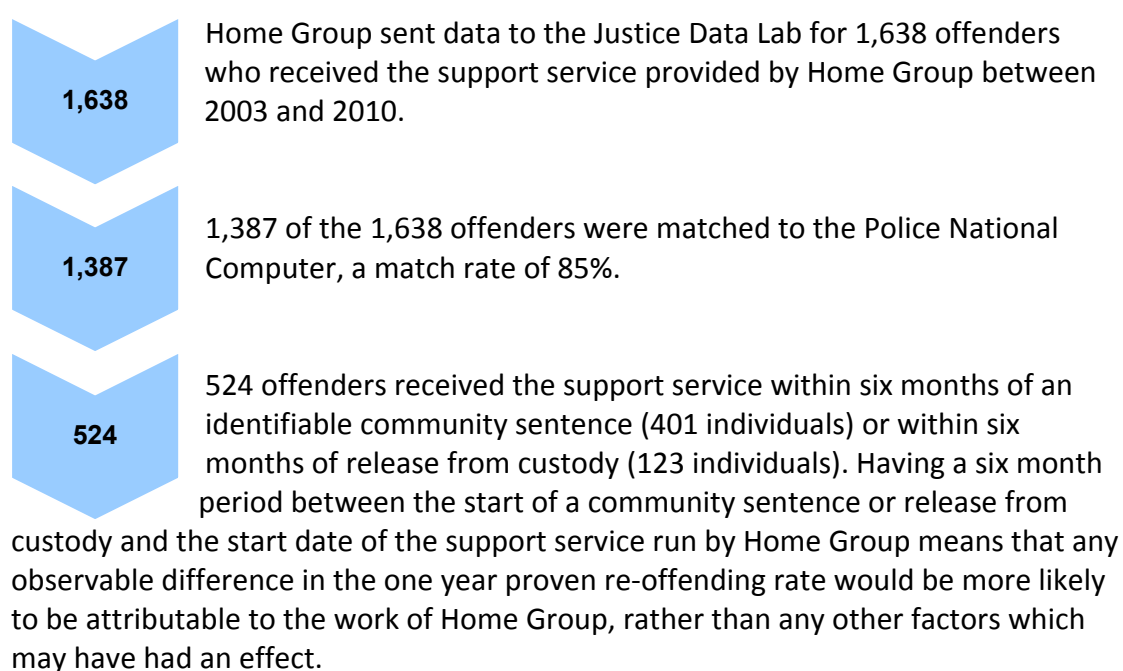 Home Group sent data to the Justice Data Lab for 1,638 offenders
who received the support service provided by Home Group between
1,638
2003 and 2010.
1,387 of the 1,638 offenders were matched to the Police National
1,387
Computer, a match rate of 85%.
524 offenders received the support service within six months of an
524
identifiable community sentence (401 individuals) or within six
months of release from custody (123 individuals). Having a six month
period between the start of a community sentence or release from
custody and the start date of the support service run by Home Group means that any
observable difference in the one year proven re-offending rate would be more likely
to be attributable to the work of Home Group, rather than any other factors which
may have had an effect.